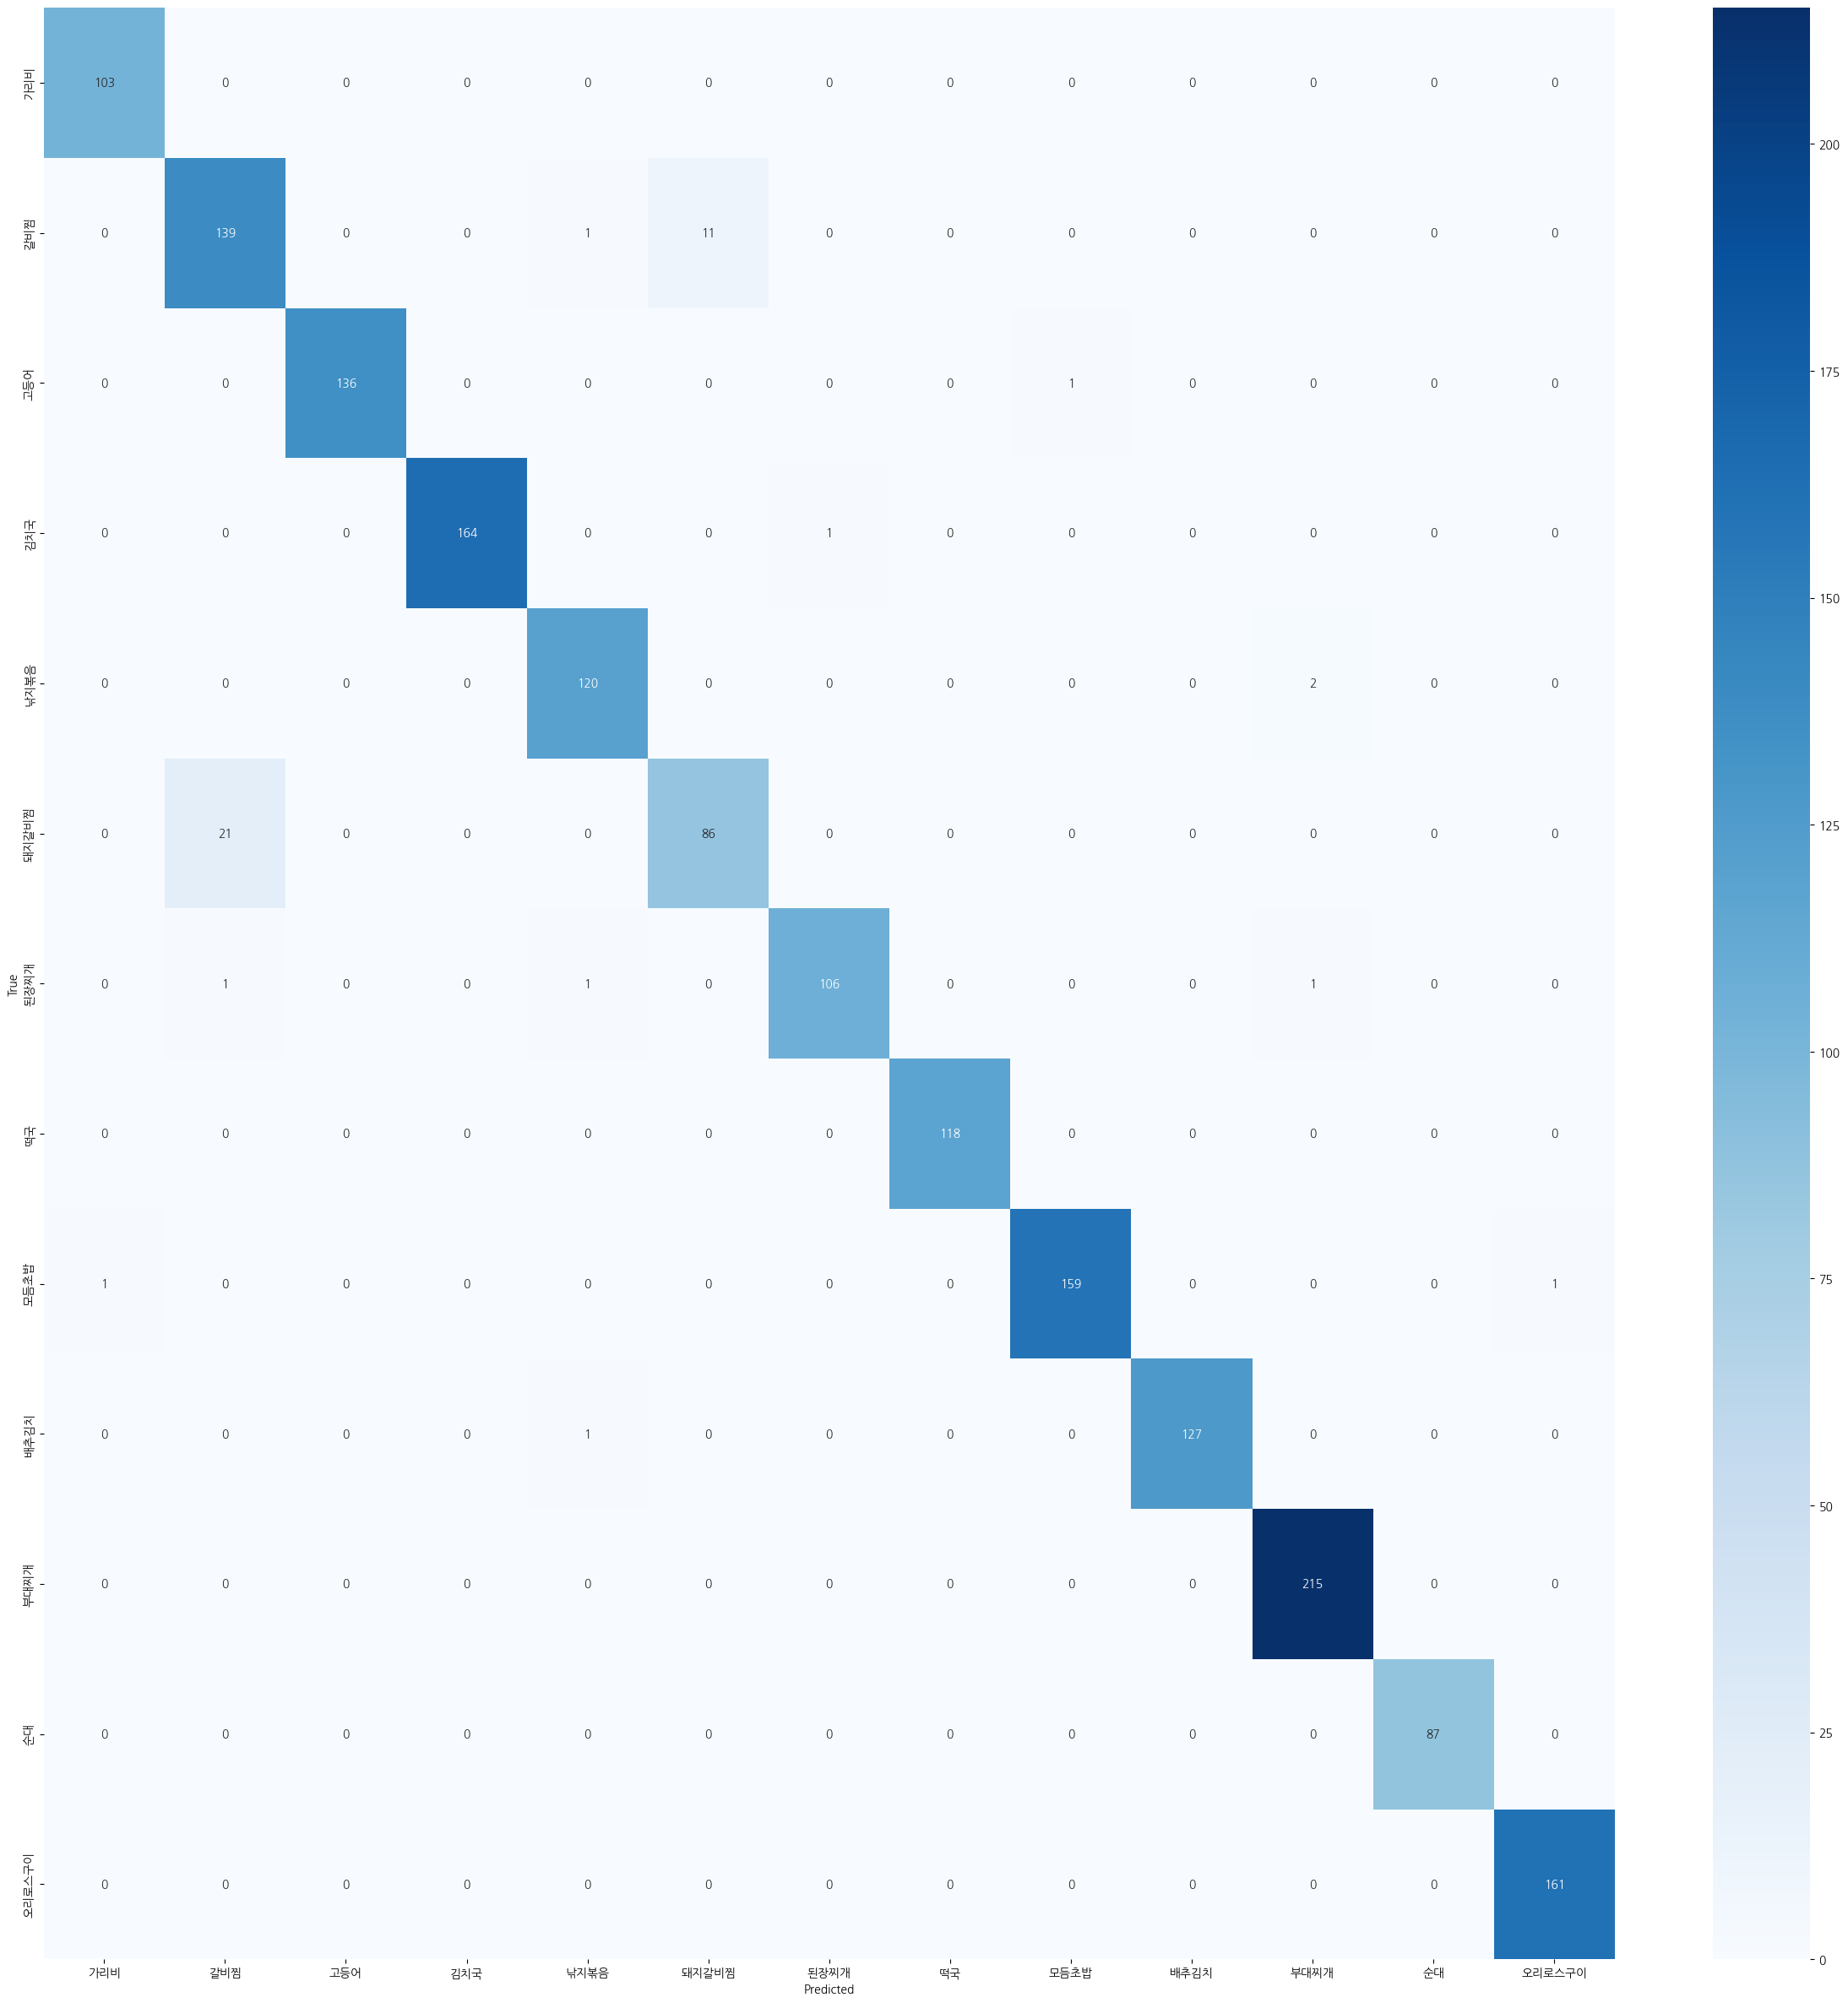 가리비 103 0 0 0 0 0 0 0 0 0 0 0 0
갈비찜 0 139 0 0 1 11 0 0 0 0 0 0 0
고등어 0 0 136 0 0 0 0 0 1 0 0 0 0
김치국 0 0 0 164 0 0 1 0 0 0 0 0 0
낚지볶음 0 0 0 0 120 0 0 0 0 0 2 0 0
돼지갈비찜 0 21 0 0 0 86 0 0 0 0 0 0 0
True
된장찌개 0 1 0 0 1 0 106 0 0 0 1 0 0
떡국 0 0 0 0 0 0 0 118 0 0 0 0 0
모듬초밥 1 0 0 0 0 0 0 0 159 0 0 0 1
배추김치 0 0 0 0 1 0 0 0 0 127 0 0 0
부대찌개 0 0 0 0 0 0 0 0 0 0 215 0 0
순대 0 0 0 0 0 0 0 0 0 0 0 87 0
오리로스구이 0 0 0 0 0 0 0 0 0 0 0 0 161
가리비 갈비찜 고등어 김치국 낚지볶음 돼지갈비찜 된장찌개 떡국 모듬초밥 배추김치 부대찌개 순대 오리로스구이
Predicted
200
175
150
125
100
75
50
25
0